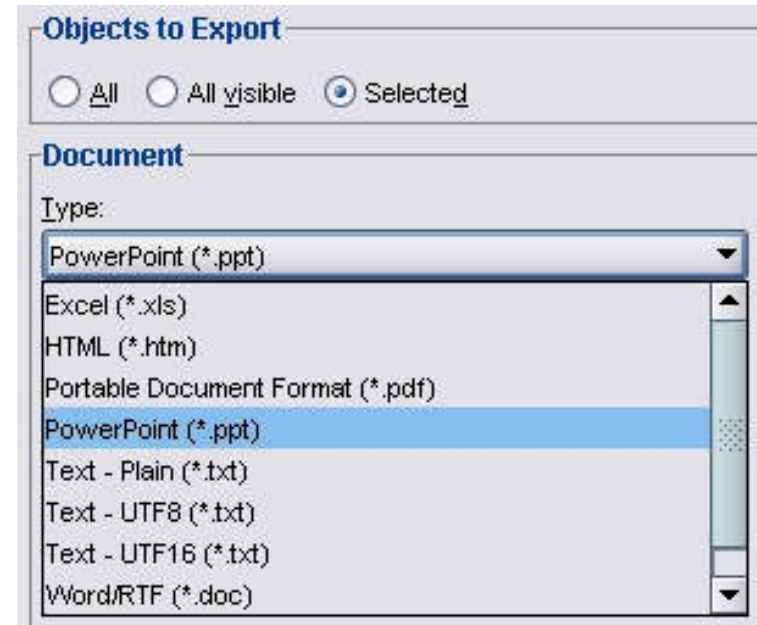 Objects to Export
All All visible Selected
Document
Type:
PowerPoint (*.ppt)
Excel (*.xls)
HTML (*.htm)
Portable Document Format (*.pdf)
PowerPoint (*.ppt)
Text - Plain (*.txt)
Text - UTF8 (*.txt)
Text - UTF16 (*.txt)
Word/RTF (*.doc)